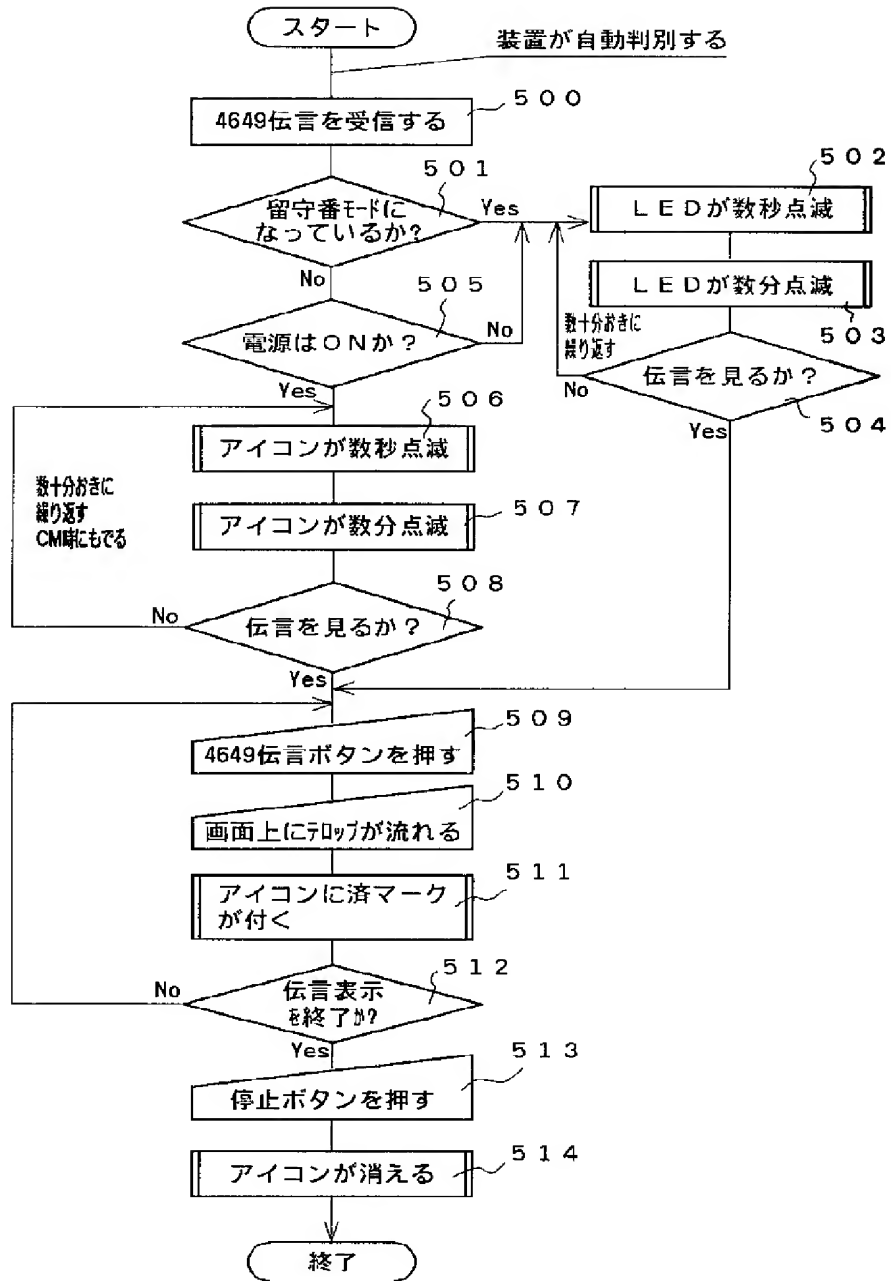 スタート
装置が自動判別する
500
4649伝言を受信する
501
留守番モードに
なっているか?
Yes
No
502
LEDが数秒点滅
LEDが数分点滅
503
数十分おきに
繰り返す
伝言を見るか?
No
504
Yes
505
電源はONか?
No
Yes
506
アイコンが数秒点滅
507
アイコンが数分点滅
数十分おきに
繰り返す
CM時にもでる
508
伝言を見るか?
No
Yes
509
4649伝言ボタンを押す
510
画面上にテロップが流れる
511
アイコンに済マーク
が付く
512
伝言表示
を終了か?
No
Yes
513
停止ボタンを押す
514
アイコンが消える
終了